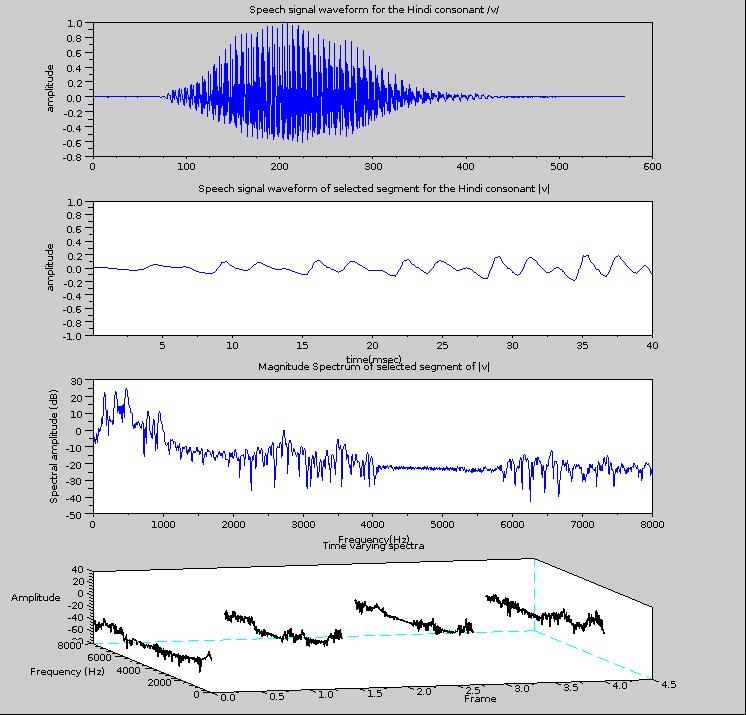 Speech signal waveform for the Hindi consonant /v/
1.0
0.8
0.6
0.4
0.2
0.0
-0.2
-0.4
-0.6
-0.8
amplitude
0 100 200 300 400 500 600
Speech signal waveform of selected segment for the Hindi consonant |v|
1.0
0.8
0.6
0.4
0.2
0.0
-0.2
-0.4
-0.6
-0.8
-1.0
amplitude
5 10 15 20 25 30 35 40
time(msec)
Magnitude Spectrum of selected segment of |v|
30
20
10
0
-10
-20
-30
-40
-50
Spectral amplitude (dB)
0 1000 2000 3000 4000 5000 6000 7000 8000
Frequency(Hz)
Time varying spectra
40
20
0
-20
-40
-60
Amplitude
8000
6000
4000
2000
0
Frequency (Hz)
0.0 0.5 1.0 1.5 2.0 2.5 3.0 3.5 4.0 4.5
Frame